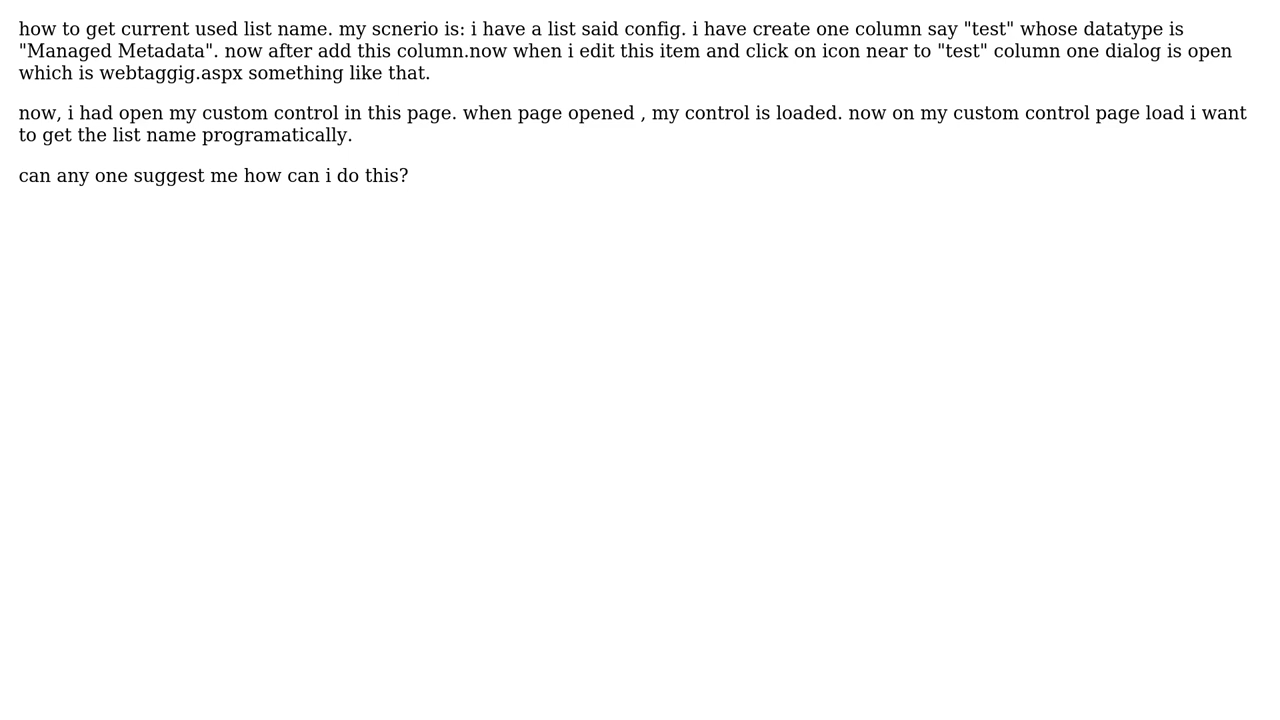 how to get current used list name. my scnerio is: i have a list said config. i have create one column say "test" whose datatype is
"Managed Metadata". now after add this column.now when i edit this item and click on icon near to "test" column one dialog is open
which is webtaggig.aspx something like that.
now, i had open my custom control in this page. when page opened , my control is loaded. now on my custom control page load i want
to get the list name programatically.
can any one suggest me how can i do this?